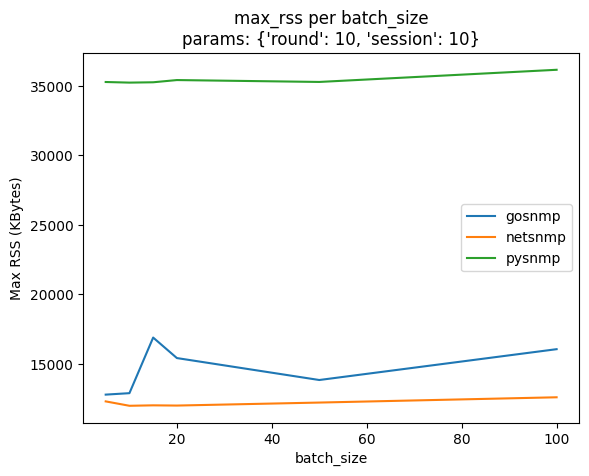 max_rss per batch_size
params: {'round': 10, 'session': 10}
35000
30000
25000
20000
15000
Max RSS (KBytes)
gosnmp
netsnmp
pysnmp
20
40
60
80
100
batch_size